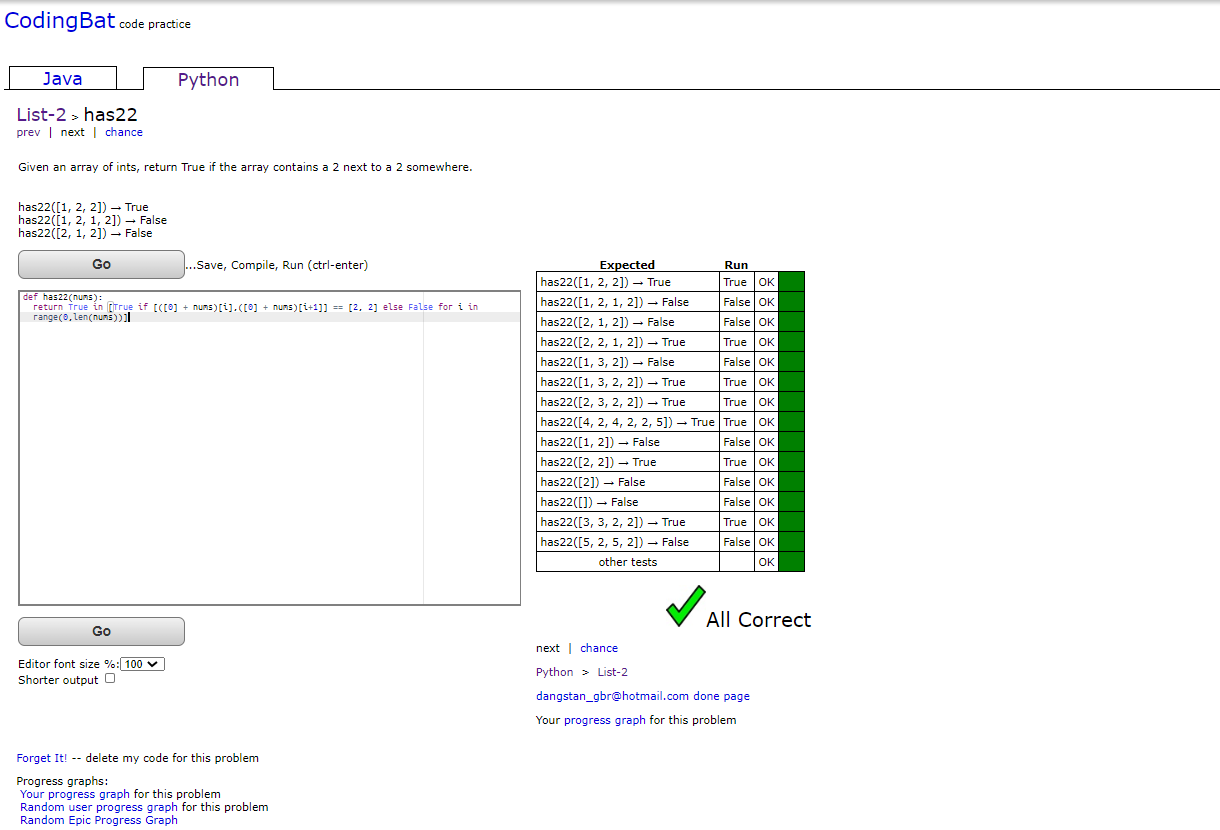 CodingBat code practice
Java
Python
List-2 > has22
prev | next | chance
Given an array of ints, return True if the array contains a 2 next to a 2 somewhere.
has22([1, 2, 2]) → True
has22([1, 2, 1, 2]) → False
has22([2, 1, 2]) → False
Go
...Save, Compile, Run (ctrl-enter)
def has22(nums):
return True in [True if [([0] + nums)[i],([0] + nums)[i+1]] == [2, 2] else False for i in
range(0,len(nums))]
Go
Editor font size %: 100
Shorter output
Expected Run
has22([1, 2, 2]) → True True OK
has22([1, 2, 1, 2]) → False False OK
has22([2, 1, 2]) → False False OK
has22([2, 2, 1, 2]) → True True OK
has22([1, 3, 2]) → False False OK
has22([1, 3, 2, 2]) → True True OK
has22([2, 3, 2, 2]) → True True OK
has22([4, 2, 4, 2, 2, 5]) → True True OK
has22([1, 2]) → False False OK
has22([2, 2]) → True True OK
has22([2]) → False False OK
has22([]) → False False OK
has22([3, 3, 2, 2]) → True True OK
has22([5, 2, 5, 2]) → False False OK
other tests OK
All Correct
next | chance
Python > List-2
dangstan_gbr@hotmail.com done page
Your progress graph for this problem
Forget It! -- delete my code for this problem
Progress graphs:
Your progress graph for this problem
Random user progress graph for this problem
Random Epic Progress Graph